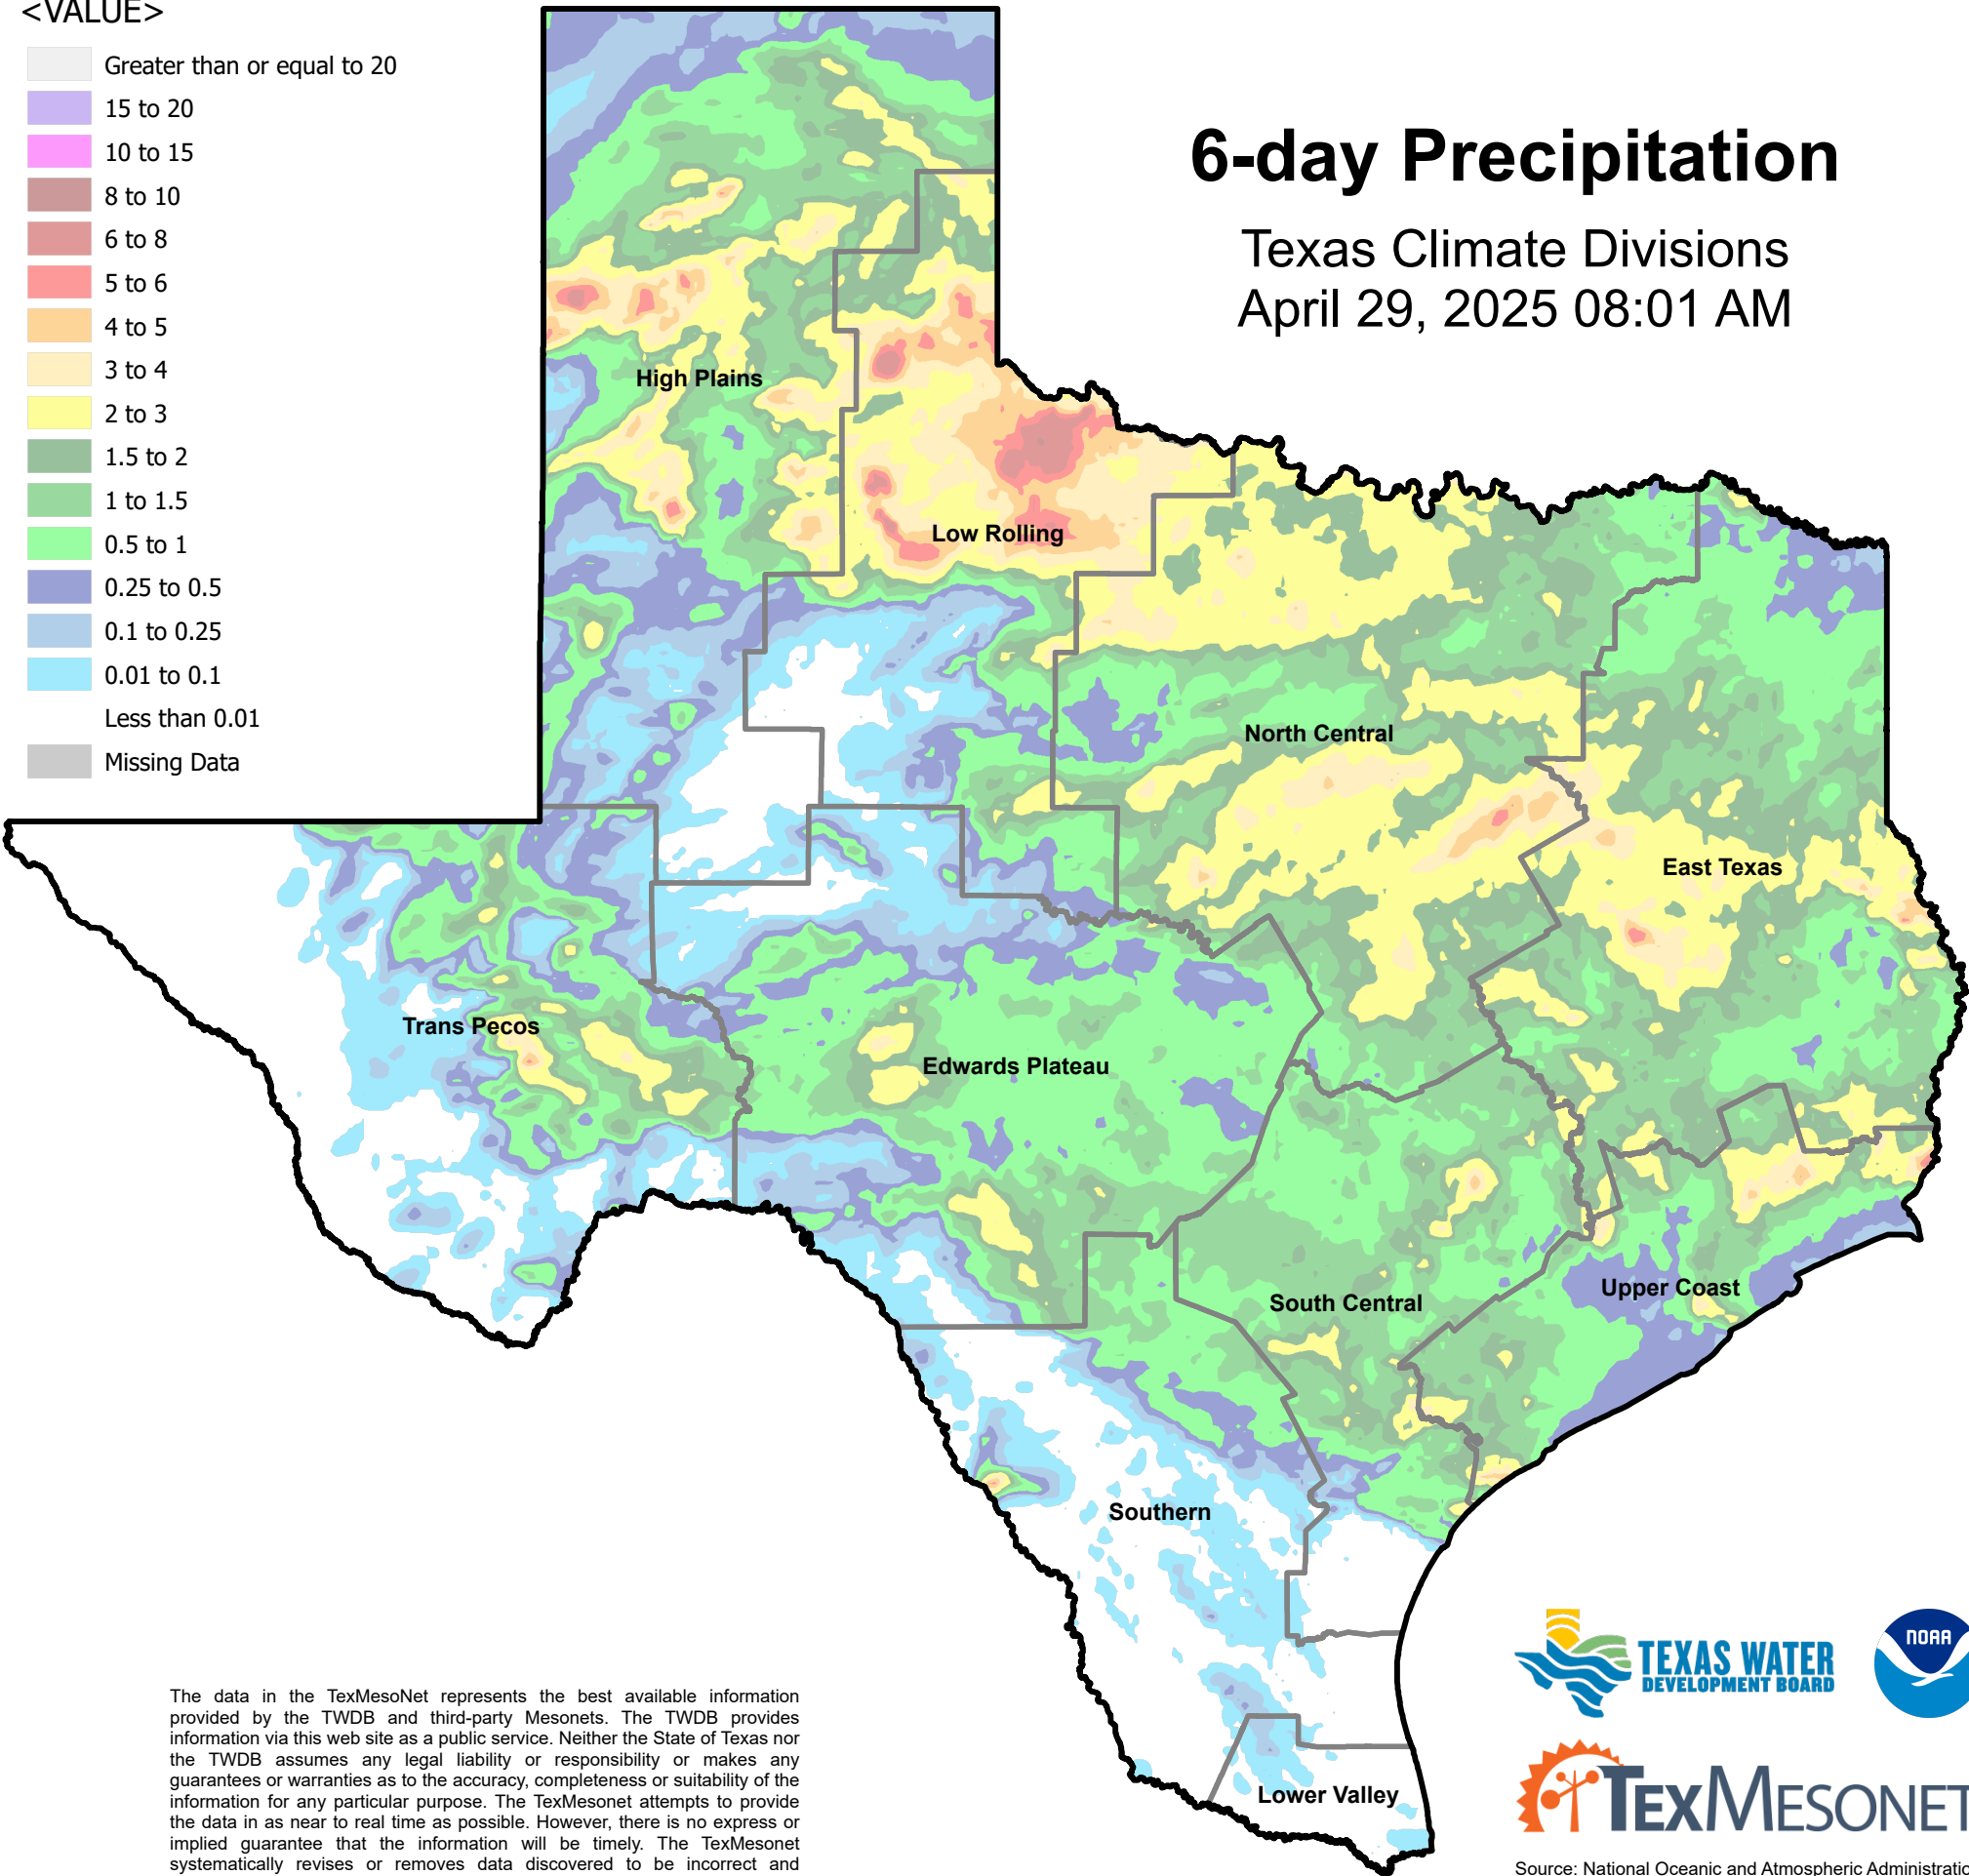 <VALUE>
Greater than or equal to 20
15 to 20
10 to 15
8 to 10
6 to 8
5 to 6
4 to 5
3 to 4
2 to 3
1.5 to 2
1 to 1.5
0.5 to 1
0.25 to 0.5
0.1 to 0.25
0.01 to 0.1
Less than 0.01
Missing Data
6-day Precipitation
Texas Climate Divisions
April 29, 2025 08:01 AM
High Plains
Low Rolling
North Central
East Texas
Trans Pecos
Edwards Plateau
Upper Coast
South Central
Southern
Lower Valley
TEXAS WATER
DEVELOPMENT BOARD
NOAA
TEXMESONET
The data in the TexMesoNet represents the best available information
provided by the TWDB and third-party Mesonets. The TWDB provides
information via this web site as a public service. Neither the State of Texas nor
the TWDB assumes any legal liability or responsibility or makes any
guarantees or warranties as to the accuracy, completeness or suitability of the
information for any particular purpose. The TexMesonet attempts to provide
the data in as near to real time as possible. However, there is no express or
implied guarantee that the information will be timely. The TexMesonet
systematically revises or removes data discovered to be incorrect and
Source: National Oceanic and Atmospheric Administratio